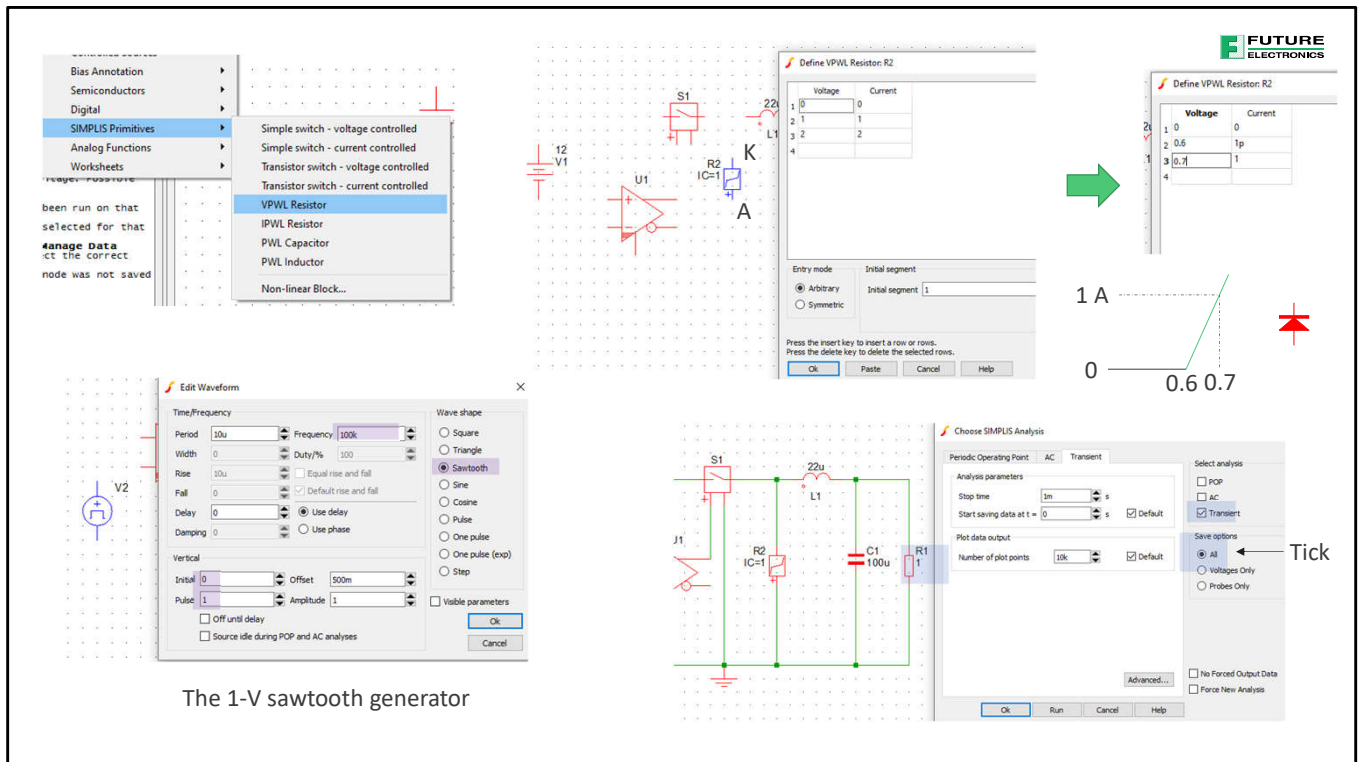 FUTURE
ELECTRONICS
Bias Annotation
Semiconductors
Digital
SIMPLIS Primitives
Analog Functions
Worksheets
Simple switch - voltage controlled
Simple switch - current controlled
Transistor switch - voltage controlled
Transistor switch - current controlled
VPWL Resistor
IPWL Resistor
PWL Capacitor
PWL Inductor
Non-linear Block...
been run on that
selected for that
Manage Data
ct the correct
node was not saved
12
V1
S1
U1
22u
L1
R2
IC=1
K
A
Define VPWL Resistor: R2
Voltage Current
1 0 0
2 1 1
3 2 2
4
Entry mode
Arbitrary
Symmetric
Initial segment
Initial segment 1
Press the insert key to insert a row or rows.
Press the delete key to delete the selected rows.
Ok Paste Cancel Help
Define VPWL Resistor: R2
Voltage Current
1 0 0
2 0.6 1p
3 0.7 1
4
1 A
0
0.6 0.7
V2
Edit Waveform
Time/Frequency
Period 10u Frequency 100k
Width 0 Duty/% 100
Rise 10u Equal rise and fall
Fall 0 Default rise and fall
Delay 0 Use delay
Damping 0 Use phase
Vertical
Initial 0 Offset 500m
Pulse 1 Amplitude 1
Off until delay
Source idle during POP and AC analyses
Wave shape
Square
Triangle
Sawtooth
Sine
Cosine
Pulse
One pulse
One pulse (exp)
Step
Visible parameters
Ok
Cancel
The 1-V sawtooth generator
S1
22u
L1
R2
IC=1
C1
100u
R1
1
Choose SIMPLIS Analysis
Periodic Operating Point AC Transient
Analysis parameters
Stop time 1m s
Start saving data at t = 0 s Default
Plot data output
Number of plot points 10k Default
Advanced...
Ok Run Cancel Help
Select analysis
POP
AC
Transient
Save options
All
Voltages Only
Probes Only
No Forced Output Data
Force New Analysis
Tick